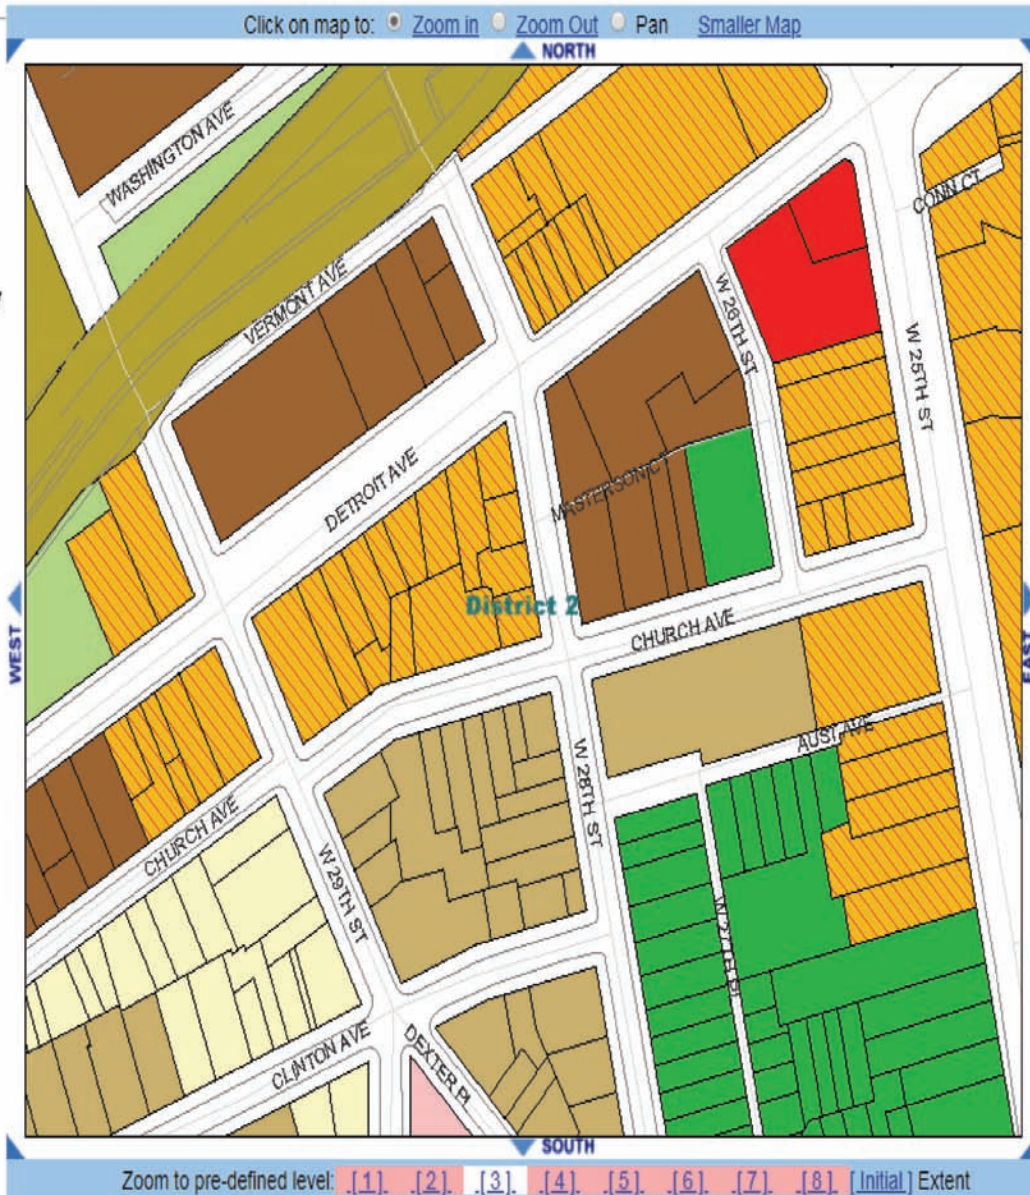 Click on map to: Zoom in Zoom Out Pan Smaller Map
NORTH
WASHINGTON AVE
CONN CT
VERMONT AVE
W 26TH ST
W 25TH ST
DETROIT AVE
MASTERSON CT
WEST
District 2
EAST
CHURCH AVE
AUST AVE
W 28TH ST
CHURCH AVE
W 29TH ST
W 27TH PL
CLINTON AVE
DEXTER PL
SOUTH
Zoom to pre-defined level: [1] [2] [3] [4] [5] [6] [7] [8] [Initial] Extent